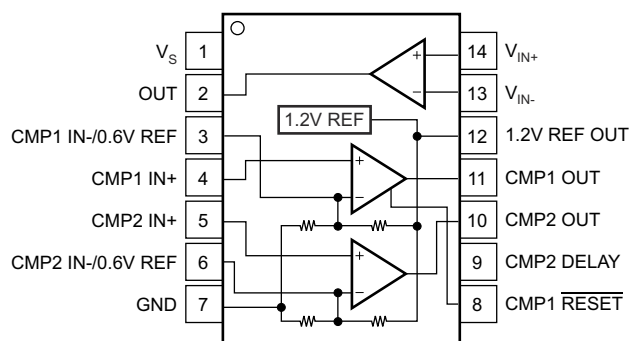 V_S 1 14 V_IN+
OUT 2 13 V_IN-
1.2V REF
CMP1 IN-/0.6V REF 3 12 1.2V REF OUT
CMP1 IN+ 4 11 CMP1 OUT
CMP2 IN+ 5 10 CMP2 OUT
CMP2 IN-/0.6V REF 6 9 CMP2 DELAY
GND 7 8 CMP1 R̅E̅S̅E̅T̅